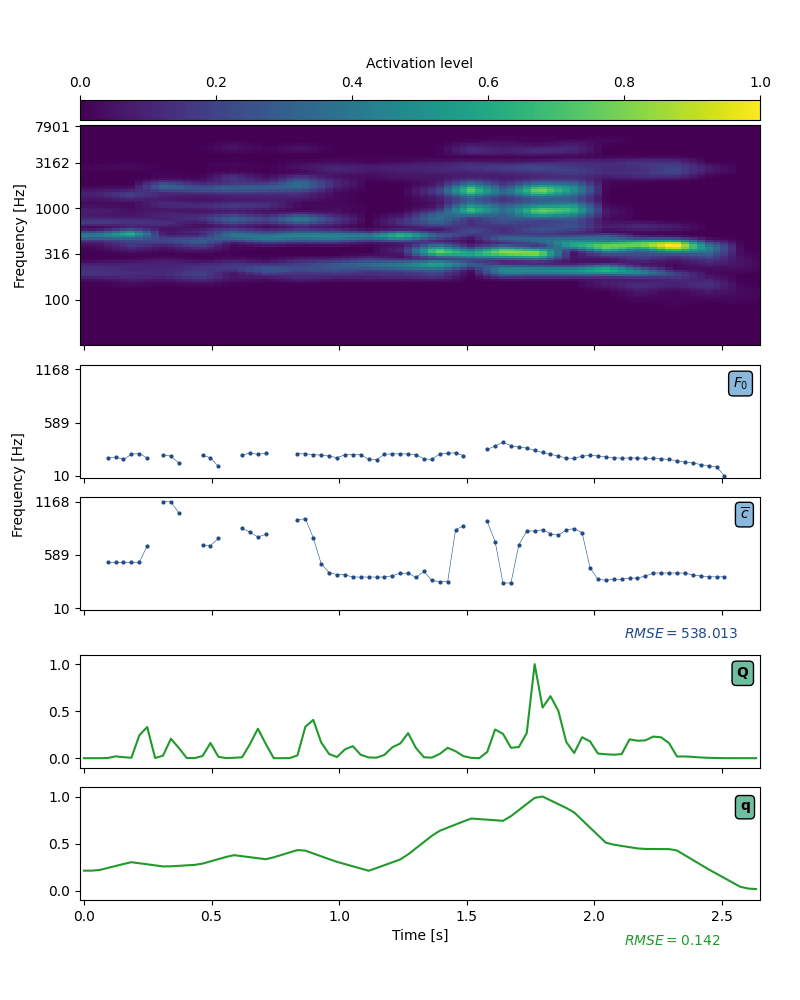 Activation level
0.0 0.2 0.4 0.6 0.8 1.0
7901
3162
1000
316
100
Frequency [Hz]
1168
589
10
F0
Frequency [Hz]
1168
589
10
c̅
RMSE = 538.013
1.0
0.5
0.0
Q
1.0
0.5
0.0
q
0.0 0.5 1.0 1.5 2.0 2.5
Time [s]
RMSE = 0.142